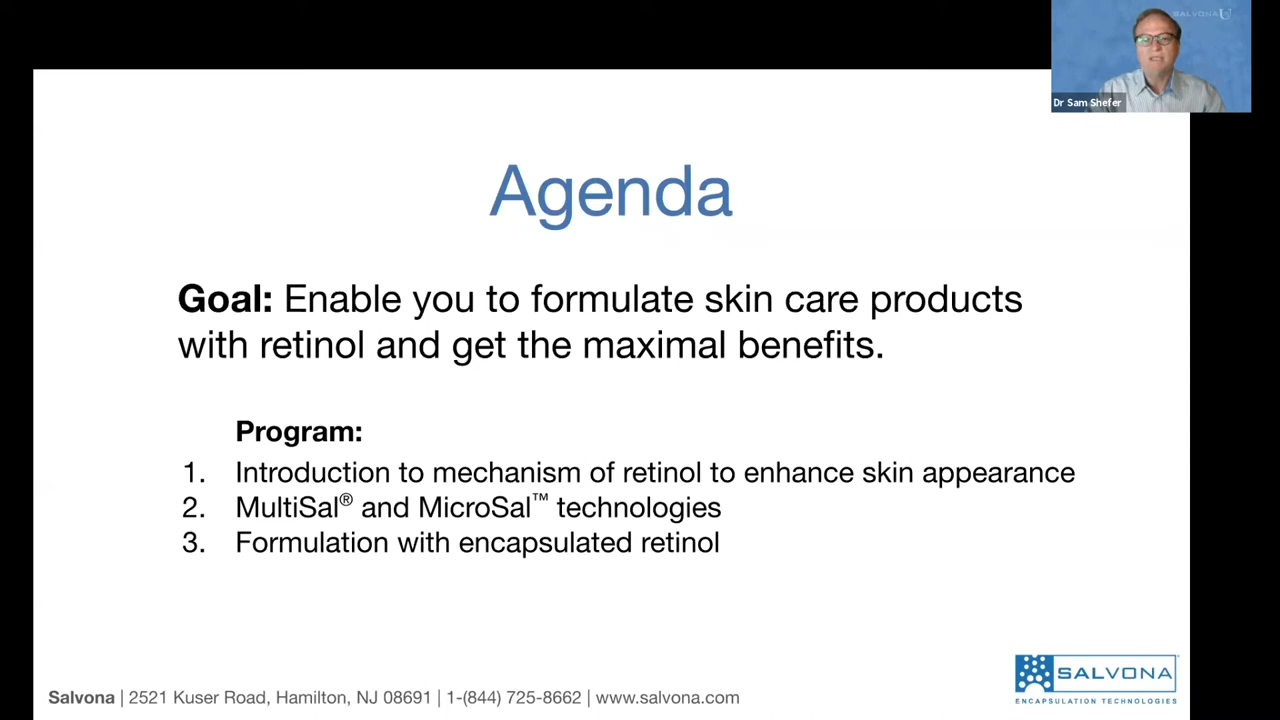 SALVONA U
Dr Sam Shefer
Agenda
Goal: Enable you to formulate skin care products
with retinol and get the maximal benefits.
Program:
1. Introduction to mechanism of retinol to enhance skin appearance
2. MultiSal® and MicroSal™ technologies
3. Formulation with encapsulated retinol
SALVONA®
ENCAPSULATION TECHNOLOGIES
Salvona | 2521 Kuser Road, Hamilton, NJ 08691 | 1-(844) 725-8662 | www.salvona.com